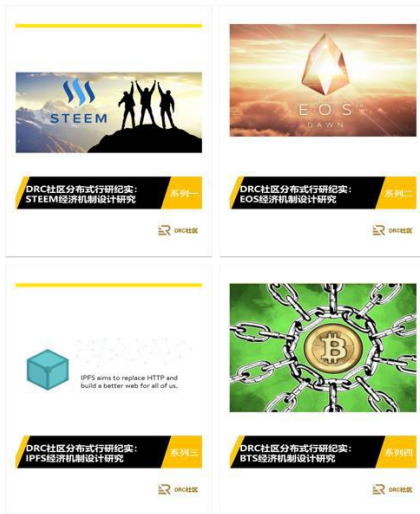 STEEM
DRC社区分布式行研纪实：
STEEM经济机制设计研究
系列一
DRC社区
EOS
DAWN
DRC社区分布式行研纪实：
EOS经济机制设计研究
系列二
DRC社区
IPFS aims to replace HTTP and
build a better web for all of us.
DRC社区分布式行研纪实：
IPFS经济机制设计研究
系列三
DRC社区
B
DRC社区分布式行研纪实：
BTS经济机制设计研究
系列四
DRC社区